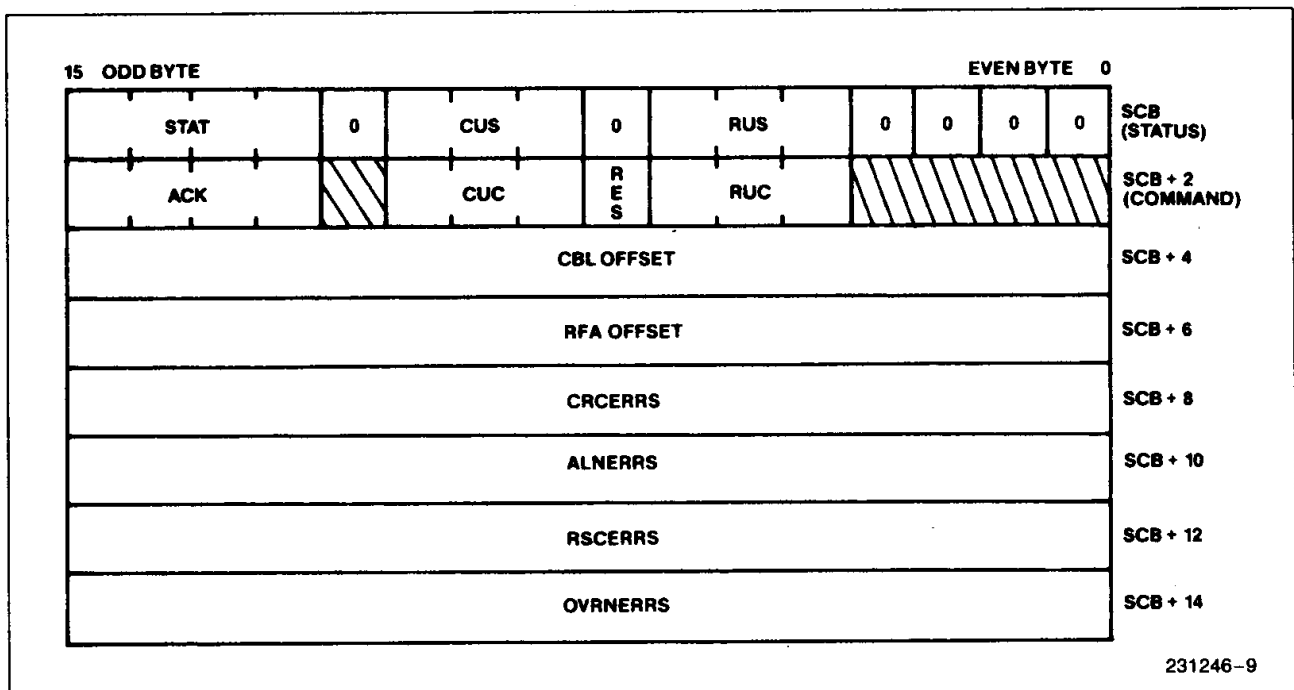 15 ODD BYTE EVEN BYTE 0
STAT 0 CUS 0 RUS 0 0 0 0 SCB (STATUS)
ACK CUC RES RUC SCB + 2 (COMMAND)
CBL OFFSET SCB + 4
RFA OFFSET SCB + 6
CRCERRS SCB + 8
ALNERRS SCB + 10
RSCERRS SCB + 12
OVRNERRS SCB + 14
231246-9